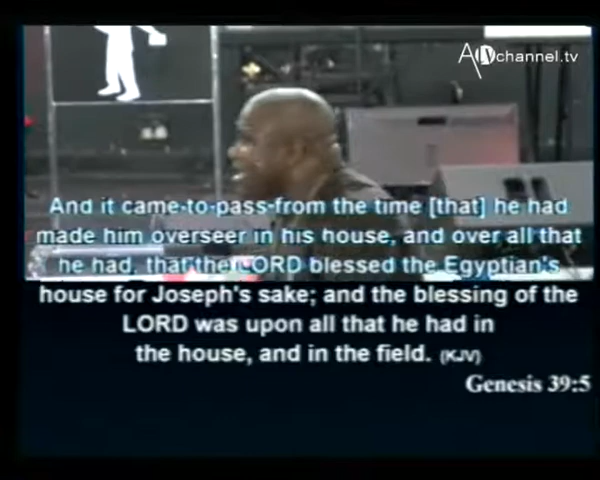 ATVchannel.tv
And it came-to-pass-from the time [that] he had
made him overseer in his house, and over all that
he had, that the LORD blessed the Egyptian's
house for Joseph's sake; and the blessing of the
LORD was upon all that he had in
the house, and in the field. (KJV)
Genesis 39:5